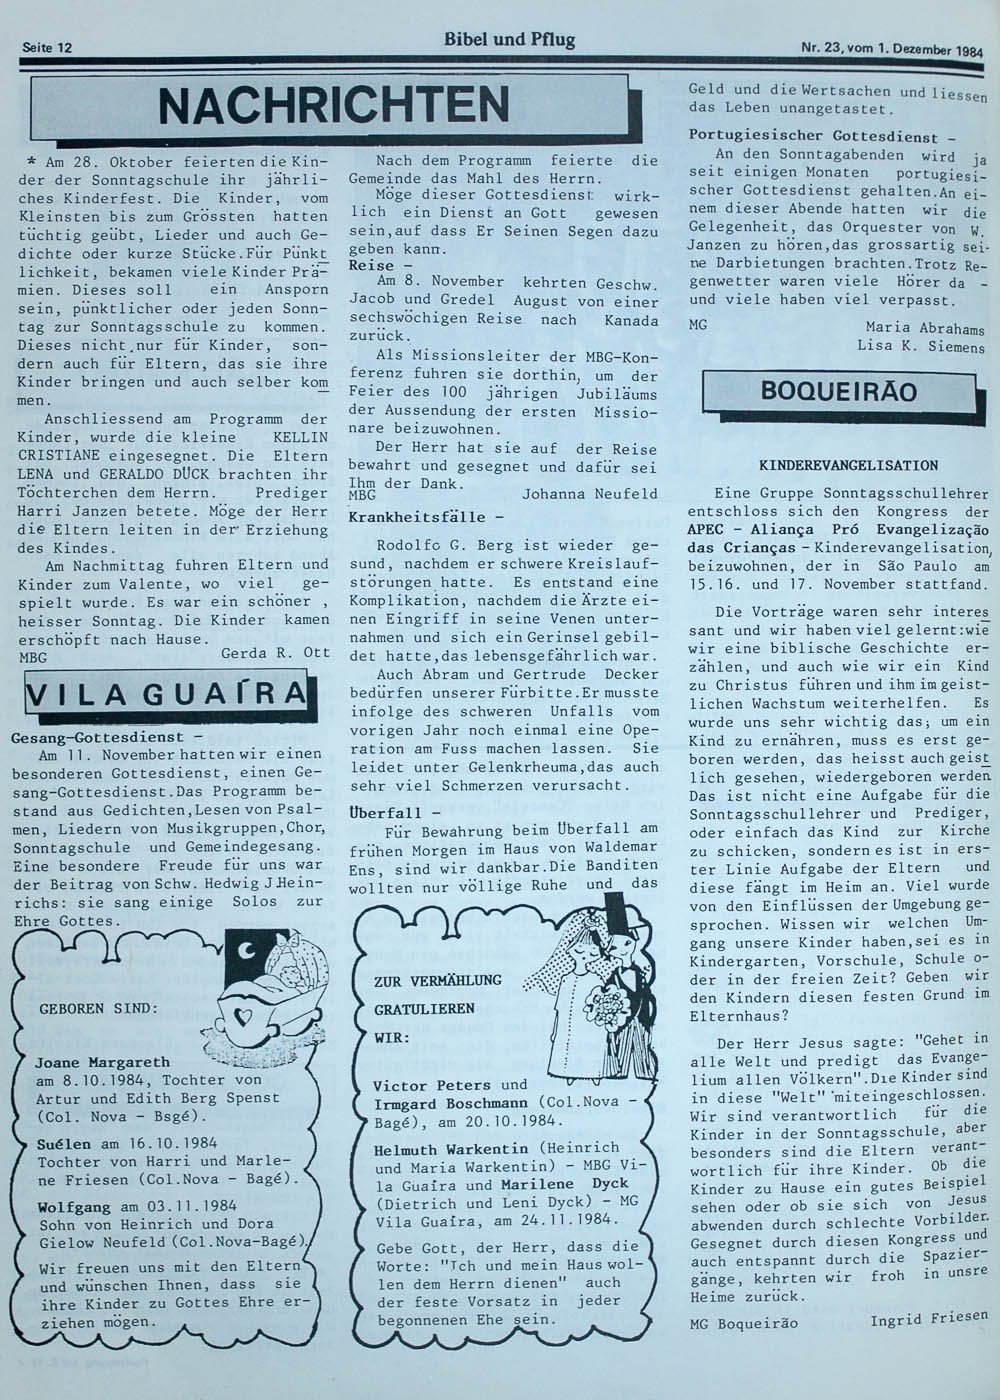 Seite 12
Bibel und Pflug
Nr. 23, vom 1. Dezember 1984
NACHRICHTEN
* Am 28. Oktober feierten die Kin-
der der Sonntagschule ihr jährli-
ches Kinderfest. Die Kinder, vom
Kleinsten bis zum Grössten hatten
tüchtig geübt, Lieder und auch Ge-
dichte oder kurze Stücke.Für Pünkt
lichkeit, bekamen viele Kinder Prä-
mien. Dieses soll ein Ansporn
sein, pünktlicher oder jeden Sonn-
tag zur Sonntagsschule zu kommen.
Dieses nicht nur für Kinder, son-
dern auch für Eltern, das sie ihre
Kinder bringen und auch selber kom
men.
Anschliessend am Programm der
Kinder, wurde die kleine KELLIN
CRISTIANE eingesegnet. Die Eltern
LENA und GERALDO DÜCK brachten ihr
Töchterchen dem Herrn. Prediger
Harri Janzen betete. Möge der Herr
die Eltern leiten in der Erziehung
des Kindes.
Am Nachmittag fuhren Eltern und
Kinder zum Valente, wo viel ge-
spielt wurde. Es war ein schöner ,
heisser Sonntag. Die Kinder kamen
erschöpft nach Hause.
MBG Gerda R. Ott
VILA GUAÍRA
Gesang-Gottesdienst -
Am 11. November hatten wir einen
besonderen Gottesdienst, einen Ge-
sang-Gottesdienst.Das Programm be-
stand aus Gedichten,Lesen von Psal-
men, Liedern von Musikgruppen,Chor,
Sonntagschule und Gemeindegesang.
Eine besondere Freude für uns war
der Beitrag von Schw. Hedwig J.Hein-
richs: sie sang einige Solos zur
Ehre Gottes.
GEBOREN SIND:
Joane Margareth
am 8.10.1984, Tochter von
Artur und Edith Berg Spenst
(Col. Nova - Bsgé).
Suélen am 16.10.1984
Tochter von Harri und Marle-
ne Friesen (Col.Nova - Bagé).
Wolfgang am 03.11.1984
Sohn von Heinrich und Dora
Gielow Neufeld (Col.Nova-Bagé).
Wir freuen uns mit den Eltern
und wünschen Ihnen, dass sie
ihre Kinder zu Gottes Ehre er-
ziehen mögen.
Nach dem Programm feierte die
Gemeinde das Mahl des Herrn.
Möge dieser Gottesdienst wirk-
lich ein Dienst an Gott gewesen
sein,auf dass Er Seinen Segen dazu
geben kann.
Reise -
Am 8. November kehrten Geschw.
Jacob und Gredel August von einer
sechswöchigen Reise nach Kanada
zurück.
Als Missionsleiter der MBG-Kon-
ferenz fuhren sie dorthin, um der
Feier des 100 jährigen Jubiläums
der Aussendung der ersten Missio-
nare beizuwohnen.
Der Herr hat sie auf der Reise
bewahrt und gesegnet und dafür sei
Ihm der Dank.
MBG Johanna Neufeld
Krankheitsfälle -
Rodolfo G. Berg ist wieder ge-
sund, nachdem er schwere Kreislauf-
störungen hatte. Es entstand eine
Komplikation, nachdem die Ärzte ei-
nen Eingriff in seine Venen unter-
nahmen und sich ein Gerinsel gebil-
det hatte,das lebensgefährlich war.
Auch Abram und Gertrude Decker
bedürfen unserer Fürbitte.Er musste
infolge des schweren Unfalls vom
vorigen Jahr noch einmal eine Ope-
ration am Fuss machen lassen. Sie
leidet unter Gelenkrheuma,das auch
sehr viel Schmerzen verursacht.
Überfall -
Für Bewahrung beim Überfall am
frühen Morgen im Haus von Waldemar
Ens, sind wir dankbar.Die Banditen
wollten nur völlige Ruhe und das
ZUR VERMÄHLUNG
GRATULIEREN
WIR:
Victor Peters und
Irmgard Boschmann (Col.Nova -
Bagé), am 20.10.1984.
Helmuth Warkentin (Heinrich
und Maria Warkentin) - MBG Vi-
la Guaíra und Marilene Dyck
(Dietrich und Leni Dyck) - MG
Vila Guaíra, am 24.11.1984.
Gebe Gott, der Herr, dass die
Worte: "Ich und mein Haus wol-
len dem Herrn dienen" auch
der feste Vorsatz in jeder
begonnenen Ehe sein.
Geld und die Wertsachen und liessen
das Leben unangetastet.
Portugiesischer Gottesdienst -
An den Sonntagabenden wird ja
seit einigen Monaten portugiesi-
scher Gottesdienst gehalten.An ei-
nem dieser Abende hatten wir die
Gelegenheit, das Orquester von W.
Janzen zu hören,das grossartig sei-
ne Darbietungen brachten.Trotz Re-
genwetter waren viele Hörer da -
und viele haben viel verpasst.
MG Maria Abrahams
Lisa K. Siemens
BOQUEIRÃO
KINDEREVANGELISATION
Eine Gruppe Sonntagsschullehrer
entschloss sich den Kongress der
APEC - Aliança Pró Evangelização
das Crianças - Kinderevangelisation,
beizuwohnen, der in São Paulo am
15.16. und 17. November stattfand.
Die Vorträge waren sehr interes
sant und wir haben viel gelernt:wie
wir eine biblische Geschichte er-
zählen, und auch wie wir ein Kind
zu Christus führen und ihm im geist-
lichen Wachstum weiterhelfen. Es
wurde uns sehr wichtig das; um ein
Kind zu ernähren, muss es erst ge-
boren werden, das heisst auch geist
lich gesehen, wiedergeboren werden.
Das ist nicht eine Aufgabe für die
Sonntagsschullehrer und Prediger,
oder einfach das Kind zur Kirche
zu schicken, sondern es ist in ers-
ter Linie Aufgabe der Eltern und
diese fängt im Heim an. Viel wurde
von den Einflüssen der Umgebung ge-
sprochen. Wissen wir welchen Um-
gang unsere Kinder haben,sei es in
Kindergarten, Vorschule, Schule o-
der in der freien Zeit? Geben wir
den Kindern diesen festen Grund im
Elternhaus?
Der Herr Jesus sagte: "Gehet in
alle Welt und predigt das Evange-
lium allen Völkern".Die Kinder sind
in diese "Welt" miteingeschlossen.
Wir sind verantwortlich für die
Kinder in der Sonntagsschule, aber
besonders sind die Eltern verant-
wortlich für ihre Kinder. Ob die
Kinder zu Hause ein gutes Beispiel
sehen oder ob sie sich von Jesus
abwenden durch schlechte Vorbilder.
Gesegnet durch diesen Kongress und
auch entspannt durch die Spazier-
gänge, kehrten wir froh in unsre
Heime zurück.
MG Boqueirão Ingrid Friesen